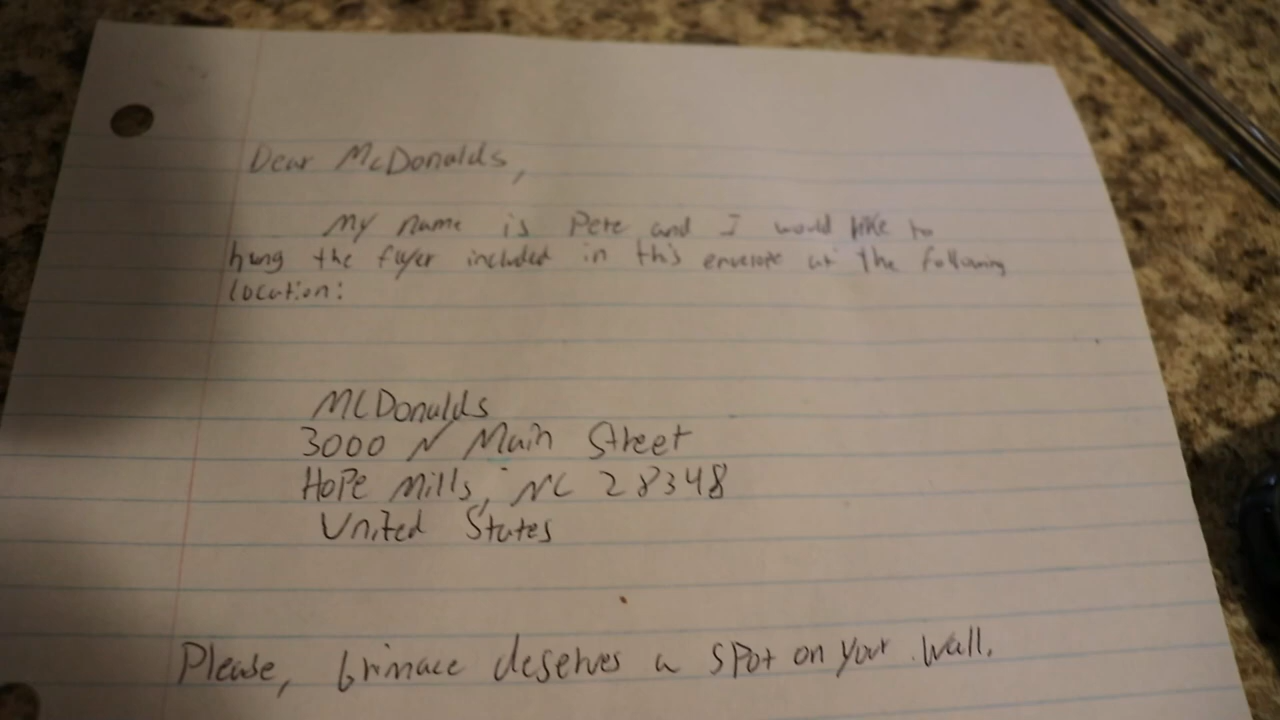 Dear McDonalds,
My name is Pete and I would like to
hung the flyer included in this envelope at the following
location:
McDonalds
3000 N Main Street
Hope Mills, NC 28348
United States
Please, Grimace deserves a spot on your wall.